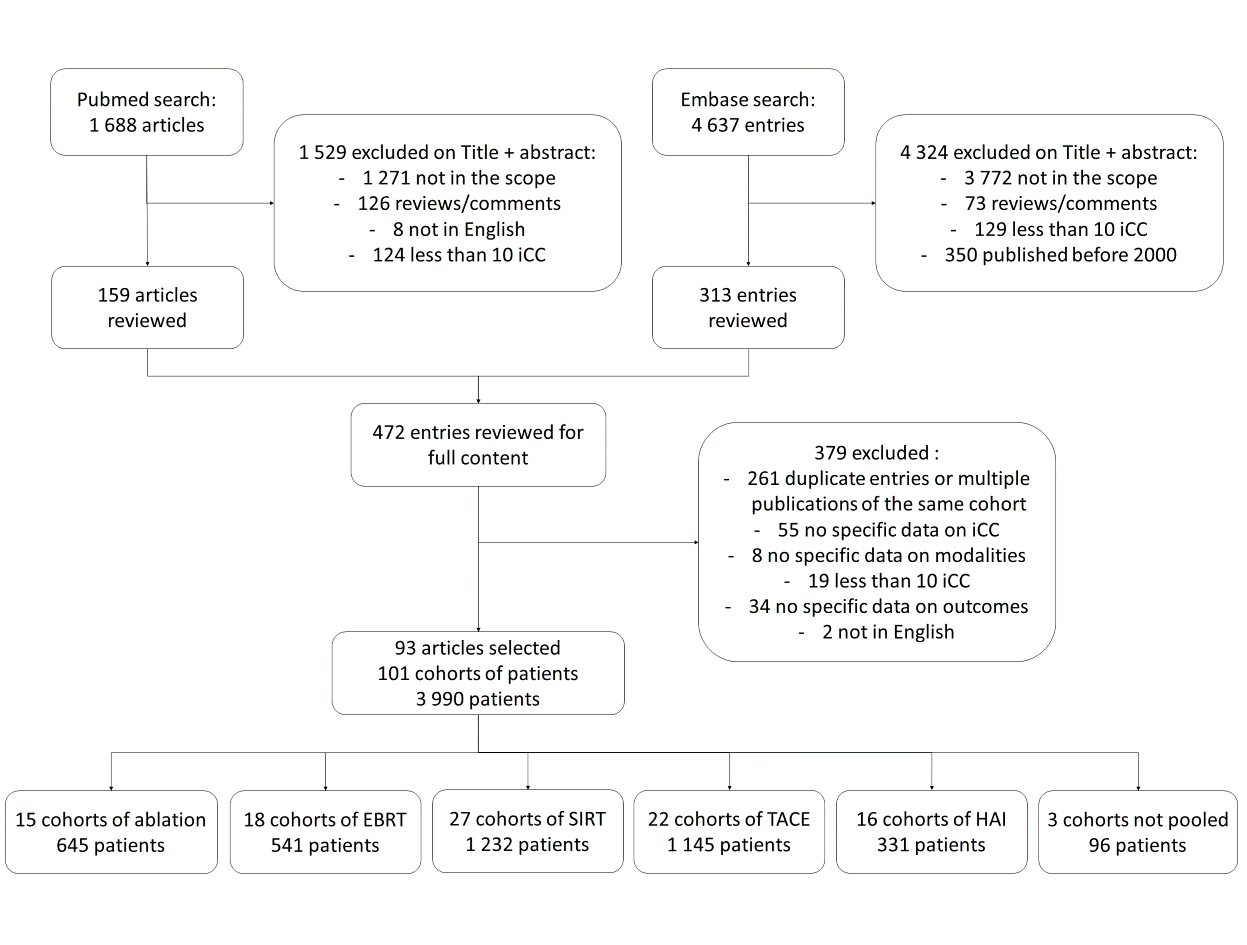 Pubmed search:
1 688 articles
1 529 excluded on Title + abstract:
- 1 271 not in the scope
- 126 reviews/comments
- 8 not in English
- 124 less than 10 iCC
159 articles
reviewed
Embase search:
4 637 entries
4 324 excluded on Title + abstract:
- 3 772 not in the scope
- 73 reviews/comments
- 129 less than 10 iCC
- 350 published before 2000
313 entries
reviewed
472 entries reviewed for
full content
379 excluded :
- 261 duplicate entries or multiple
publications of the same cohort
- 55 no specific data on iCC
- 8 no specific data on modalities
- 19 less than 10 iCC
- 34 no specific data on outcomes
- 2 not in English
93 articles selected
101 cohorts of patients
3 990 patients
15 cohorts of ablation
645 patients
18 cohorts of EBRT
541 patients
27 cohorts of SIRT
1 232 patients
22 cohorts of TACE
1 145 patients
16 cohorts of HAI
331 patients
3 cohorts not pooled
96 patients